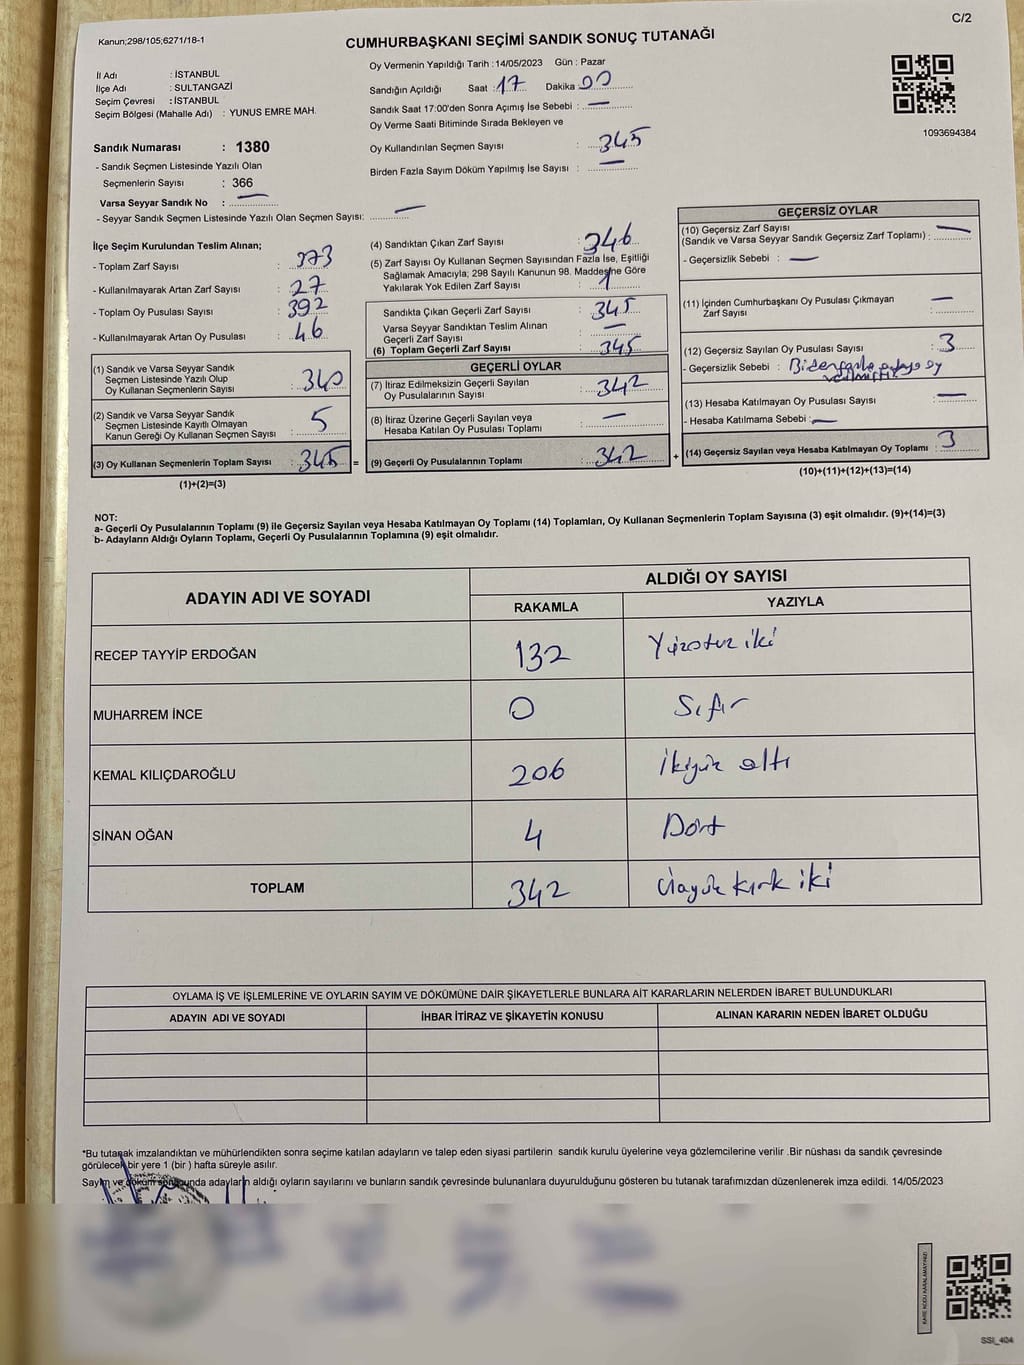 C/2
Kanun;298/105;6271/18-1
CUMHURBAŞKANI SEÇİMİ SANDIK SONUÇ TUTANAĞI
İl Adı : İSTANBUL
İlçe Adı : SULTANGAZİ
Seçim Çevresi : İSTANBUL
Seçim Bölgesi (Mahalle Adı) : YUNUS EMRE MAH.
Sandık Numarası : 1380
- Sandık Seçmen Listesinde Yazılı Olan
Seçmenlerin Sayısı : 366
Varsa Seyyar Sandık No : —
- Seyyar Sandık Seçmen Listesinde Yazılı Olan Seçmen Sayısı: —
Oy Vermenin Yapıldığı Tarih : 14/05/2023 Gün : Pazar
Sandığın Açıldığı Saat : 17 Dakika 00
Sandık Saat 17:00'den Sonra Açımış İse Sebebi : —
Oy Verme Saati Bitiminde Sırada Bekleyen ve
Oy Kullandırılan Seçmen Sayısı : 345
Birden Fazla Sayım Döküm Yapılmış İse Sayısı : —
1093694384
İlçe Seçim Kurulundan Teslim Alınan;
- Toplam Zarf Sayısı : 373
- Kullanılmayarak Artan Zarf Sayısı : 27
- Toplam Oy Pusulası Sayısı : 392
- Kullanılmayarak Artan Oy Pusulası : 46
(1) Sandık ve Varsa Seyyar Sandık
Seçmen Listesinde Yazılı Olup
Oy Kullanan Seçmenlerin Sayısı : 340
(2) Sandık ve Varsa Seyyar Sandık
Seçmen Listesinde Kayıtlı Olmayan
Kanun Gereği Oy Kullanan Seçmen Sayısı : 5
(3) Oy Kullanan Seçmenlerin Toplam Sayısı : 345 =
(1)+(2)=(3)
(4) Sandıktan Çıkan Zarf Sayısı : 346
(5) Zarf Sayısı Oy Kullanan Seçmen Sayısından Fazla İse, Eşitliği
Sağlamak Amacıyla; 298 Sayılı Kanunun 98. Maddesine Göre
Yakılarak Yok Edilen Zarf Sayısı : 1
Sandıkta Çıkan Geçerli Zarf Sayısı : 345
Varsa Seyyar Sandıktan Teslim Alınan
Geçerli Zarf Sayısı : —
(6) Toplam Geçerli Zarf Sayısı : 345
GEÇERLİ OYLAR
(7) İtiraz Edilmeksizin Geçerli Sayılan
Oy Pusulalarının Sayısı : 342
(8) İtiraz Üzerine Geçerli Sayılan veya
Hesaba Katılan Oy Pusulası Toplamı : —
(9) Geçerli Oy Pusulalarının Toplamı : 342 +
GEÇERSİZ OYLAR
(10) Geçersiz Zarf Sayısı
(Sandık ve Varsa Seyyar Sandık Geçersiz Zarf Toplamı) : —
- Geçersizlik Sebebi : —
(11) İçinden Cumhurbaşkanı Oy Pusulası Çıkmayan
Zarf Sayısı : —
(12) Geçersiz Sayılan Oy Pusulası Sayısı : 3
- Geçersizlik Sebebi : Birden fazla adaya oy
verilmiştir
(13) Hesaba Katılmayan Oy Pusulası Sayısı : —
- Hesaba Katılmama Sebebi : —
(14) Geçersiz Sayılan veya Hesaba Katılmayan Oy Toplamı : 3
(10)+(11)+(12)+(13)=(14)
NOT:
a- Geçerli Oy Pusulalarının Toplamı (9) ile Geçersiz Sayılan veya Hesaba Katılmayan Oy Toplamı (14) Toplamları, Oy Kullanan Seçmenlerin Toplam Sayısına (3) eşit olmalıdır. (9)+(14)=(3)
b- Adayların Aldığı Oyların Toplamı, Geçerli Oy Pusulalarının Toplamına (9) eşit olmalıdır.
ADAYIN ADI VE SOYADI ALDIĞI OY SAYISI
RAKAMLA YAZIYLA
RECEP TAYYİP ERDOĞAN 132 Yüzotuz iki
MUHARREM İNCE 0 Sıfır
KEMAL KILIÇDAROĞLU 206 İkiyüz altı
SİNAN OĞAN 4 Dört
TOPLAM 342 Üçyüz kırk iki
OYLAMA İŞ VE İŞLEMLERİNE VE OYLARIN SAYIM VE DÖKÜMÜNE DAİR ŞİKAYETLERLE BUNLARA AİT KARARLARIN NELERDEN İBARET BULUNDUKLARI
ADAYIN ADI VE SOYADI İHBAR İTİRAZ VE ŞİKAYETİN KONUSU ALINAN KARARIN NEDEN İBARET OLDUĞU
*Bu tutanak imzalandıktan ve mühürlendikten sonra seçime katılan adayların ve talep eden siyasi partilerin sandık kurulu üyelerine veya gözlemcilerine verilir .Bir nüshası da sandık çevresinde
görülecek bir yere 1 (bir ) hafta süreyle asılır.
Sayım ve döküm sonucunda adayların aldığı oyların sayılarını ve bunların sandık çevresinde bulunanlara duyurulduğunu gösteren bu tutanak tarafımızdan düzenlenerek imza edildi. 14/05/2023
KARE KODU KARALAMAYINIZ!
SSI_404